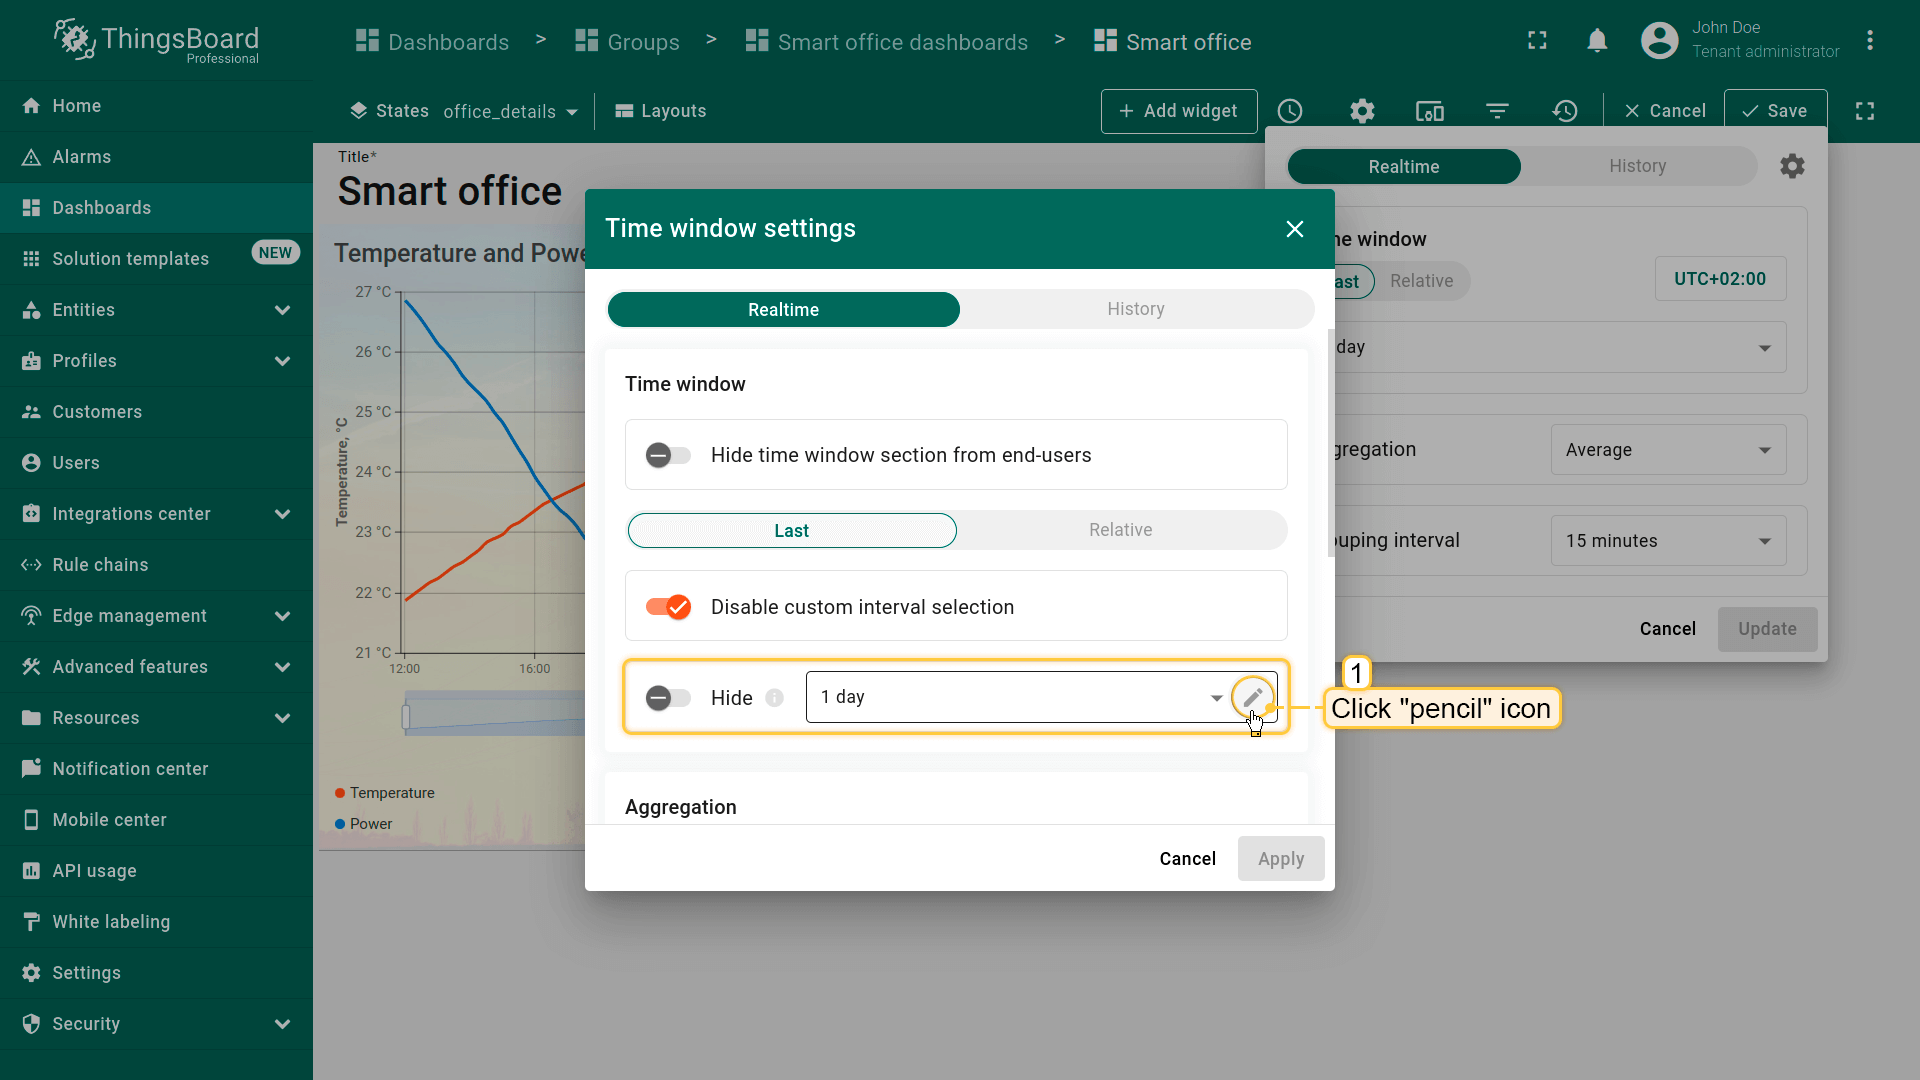 ThingsBoard
Professional
Dashboards > Groups > Smart office dashboards > Smart office
John Doe
Tenant administrator
Home
Alarms
Dashboards
Solution templates NEW
Entities
Profiles
Customers
Users
Integrations center
Rule chains
Edge management
Advanced features
Resources
Notification center
Mobile center
API usage
White labeling
Settings
Security
States office_details
Layouts
+ Add widget
Cancel
Save
Title*
Smart office
Temperature and Powe
27 °C
26 °C
25 °C
24 °C
23 °C
22 °C
21 °C
Temperature, °C
12:00 16:00
Temperature
Power
Time window settings
Realtime History
Time window
Hide time window section from end-users
Last Relative
Disable custom interval selection
Hide 1 day
Aggregation
Cancel Apply
1
Click "pencil" icon
Realtime History
ne window
ast Relative
UTC+02:00
day
gregation Average
ouping interval 15 minutes
Cancel Update